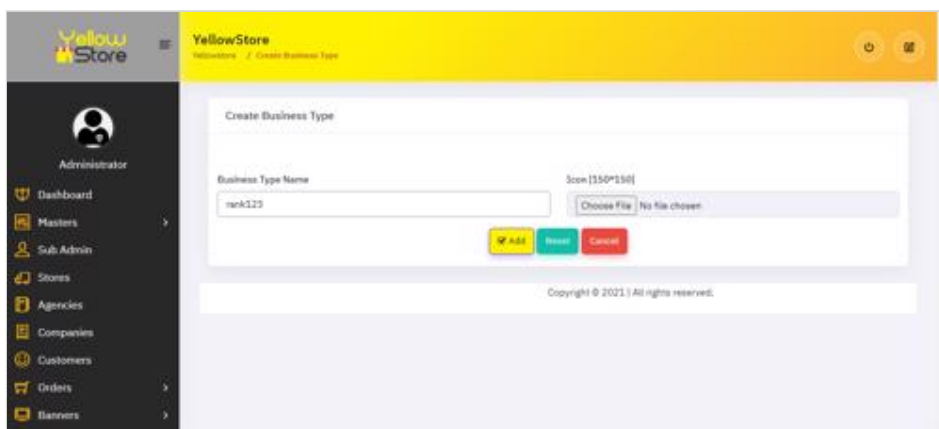 Yellow
Store
YellowStore
Yellowstore / Create Business Type
Administrator
Dashboard
Masters
Sub Admin
Stores
Agencies
Companies
Customers
Orders
Banners
Create Business Type
Business Type Name
Icon [150*150]
rank123
Choose File No file chosen
Add
Reset
Cancel
Copyright © 2021 | All rights reserved.